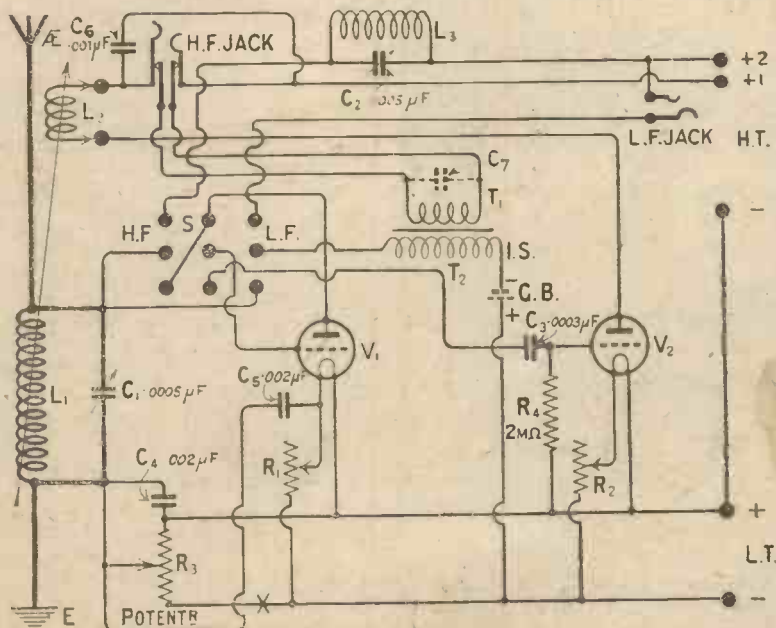 Æ
C6
.001µF
H.F. JACK
L3
C2 .005µF
+2
+1
L2
L.F. JACK
H.T.
C7
T1
H.F
S
L.F.
I.S.
T2
-
G.B.
+
-
C3 .0003µF
V1
V2
C5 .002µF
L1
C1 .0005µF
R4
2MΩ
C4 .002µF
R1
R2
+
R3
L.T.
E
POTENTR
X
-